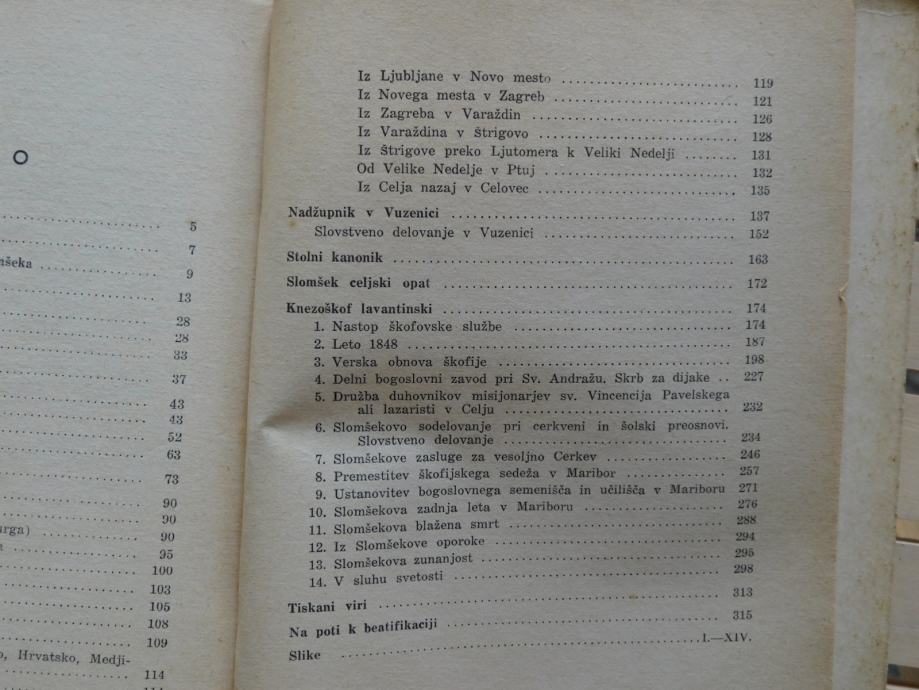 O
5
7
šeka 9
13
28
28
33
37
43
43
52
63
73
90
90
urga) 90
95
100
103
105
108
109
o, Hrvatsko, Medji-
114
Iz Ljubljane v Novo mesto 119
Iz Novega mesta v Zagreb 121
Iz Zagreba v Varaždin 126
Iz Varaždina v Štrigovo 128
Iz Štrigove preko Ljutomera k Veliki Nedelji 131
Od Velike Nedelje v Ptuj 132
Iz Celja nazaj v Celovec 135
Nadžupnik v Vuzenici 137
Slovstveno delovanje v Vuzenici 152
Stolni kanonik 163
Slomšek celjski opat 172
Knezoškof lavantinski 174
1. Nastop škofovske službe 174
2. Leto 1848 187
3. Verska obnova škofije 198
4. Delni bogoslovni zavod pri Sv. Andražu. Skrb za dijake .. 227
5. Družba duhovnikov misijonarjev sv. Vincencija Pavelskega
ali lazaristi v Celju 232
6. Slomšekovo sodelovanje pri cerkveni in šolski preosnovi.
Slovstveno delovanje 234
7. Slomšekove zasluge za vesoljno Cerkev 246
8. Premestitev škofijskega sedeža v Maribor 257
9. Ustanovitev bogoslovnega semenišča in učilišča v Mariboru 271
10. Slomšekova zadnja leta v Mariboru 276
11. Slomšekova blažena smrt 288
12. Iz Slomšekove oporoke 294
13. Slomšekova zunanjost 295
14. V sluhu svetosti 298
Tiskani viri 313
Na poti k beatifikaciji 315
Slike I.—XIV.